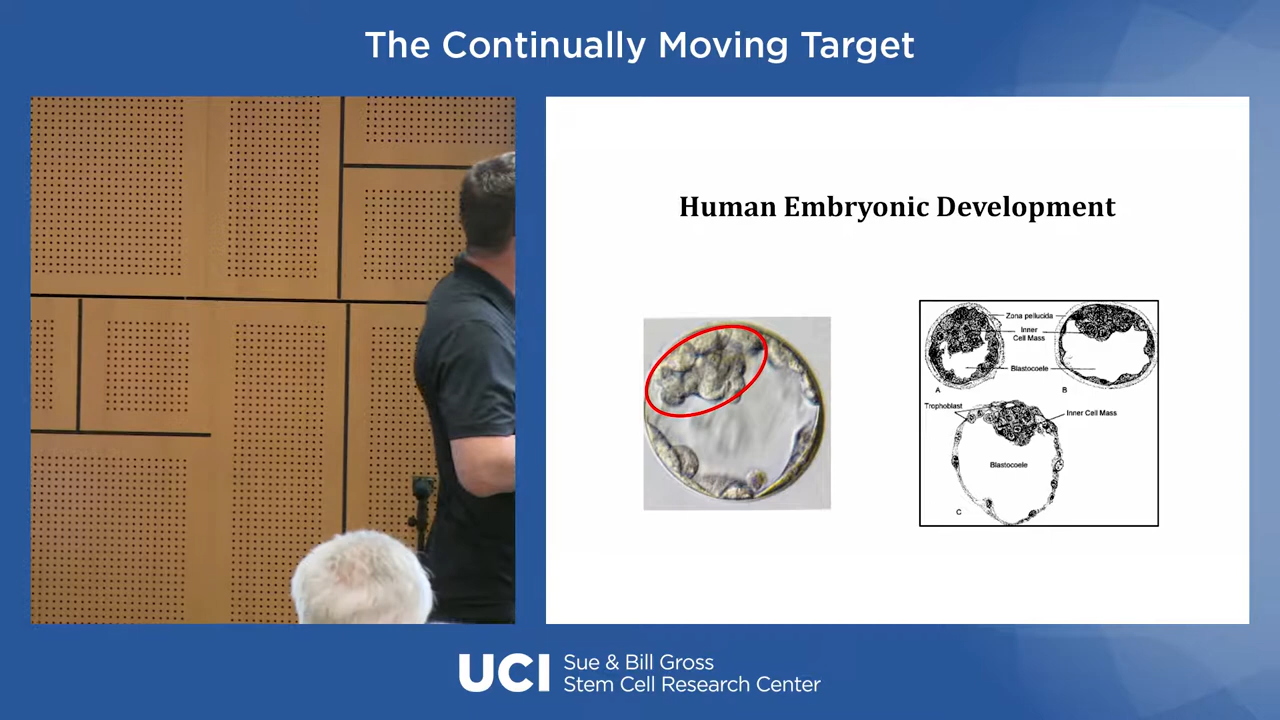 The Continually Moving Target
Human Embryonic Development
Zona pellucida
Inner
Cell Mass
Blastocoele
A
B
Trophoblast
Inner Cell Mass
Blastocoele
C
UCI
Sue & Bill Gross
Stem Cell Research Center